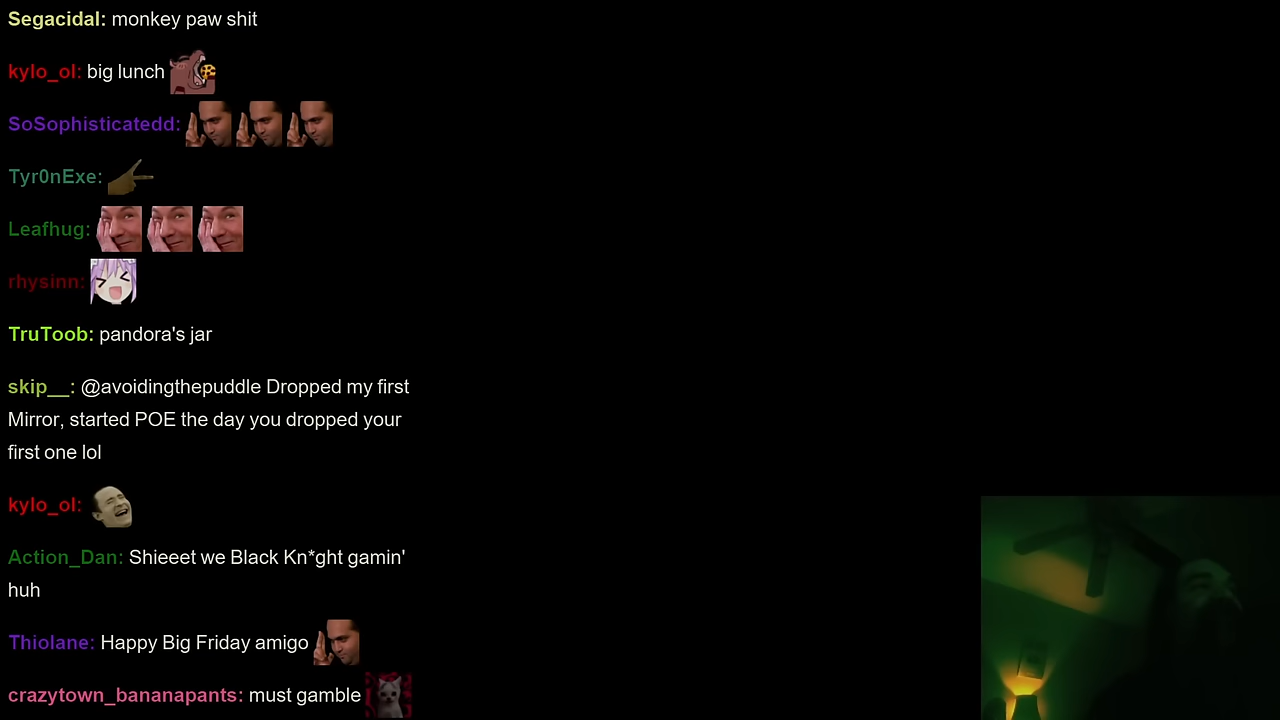 Segacidal: monkey paw shit
kylo_ol: big lunch
SoSophisticatedd:
Tyr0nExe:
Leafhug:
rhysinn:
TruToob: pandora's jar
skip__: @avoidingthepuddle Dropped my first
Mirror, started POE the day you dropped your
first one lol
kylo_ol:
Action_Dan: Shieeet we Black Kn*ght gamin'
huh
Thiolane: Happy Big Friday amigo
crazytown_bananapants: must gamble